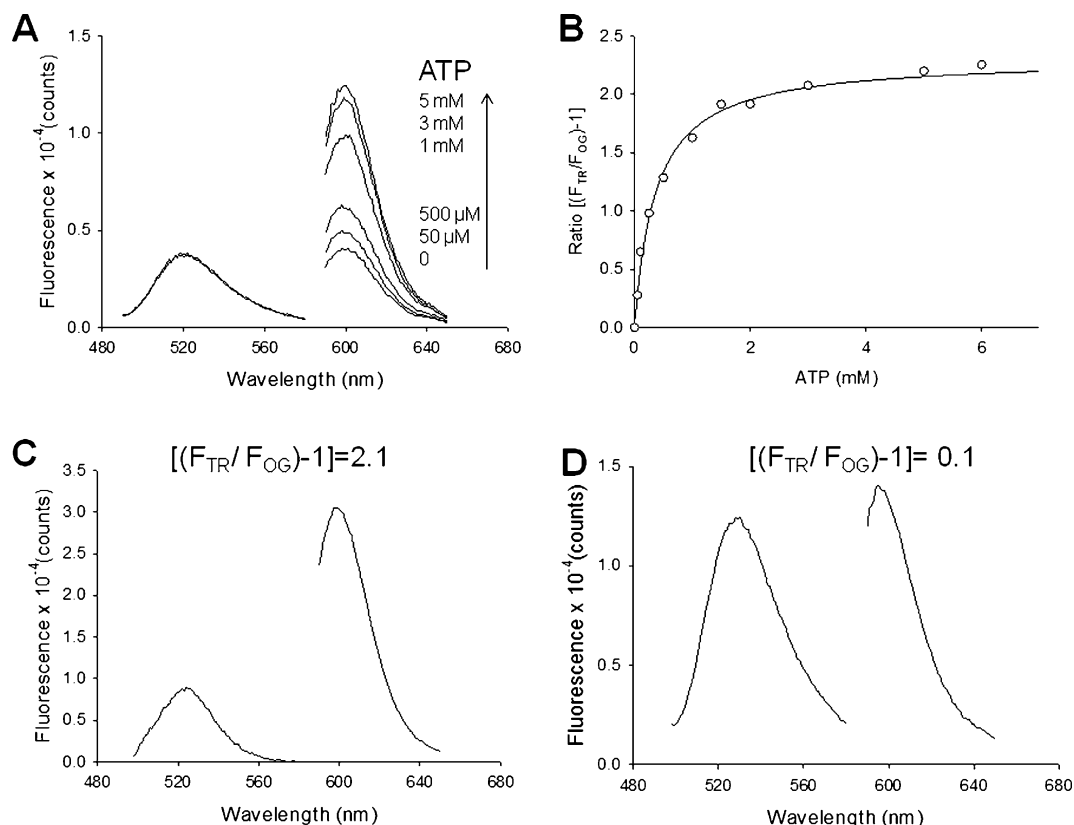 A
1.5
1.0
0.5
0.0
Fluorescence x 10⁻⁴(counts)
ATP
5 mM
3 mM
1 mM
500 µM
50 µM
0
480 520 560 600 640 680
Wavelength (nm)
B
2.5
2.0
1.5
1.0
0.5
0.0
Ratio [(F_TR/F_OG)-1]
0 2 4 6
ATP (mM)
C
[(F_TR/ F_OG)-1]=2.1
3.5
3.0
2.5
2.0
1.5
1.0
0.5
0.0
Fluorescence x 10⁻⁴(counts)
480 520 560 600 640 680
Wavelength (nm)
D
[(F_TR/ F_OG)-1]= 0.1
1.5
1.0
0.5
0.0
Fluorescence x 10⁻⁴(counts)
480 520 560 600 640 680
Wavelength (nm)